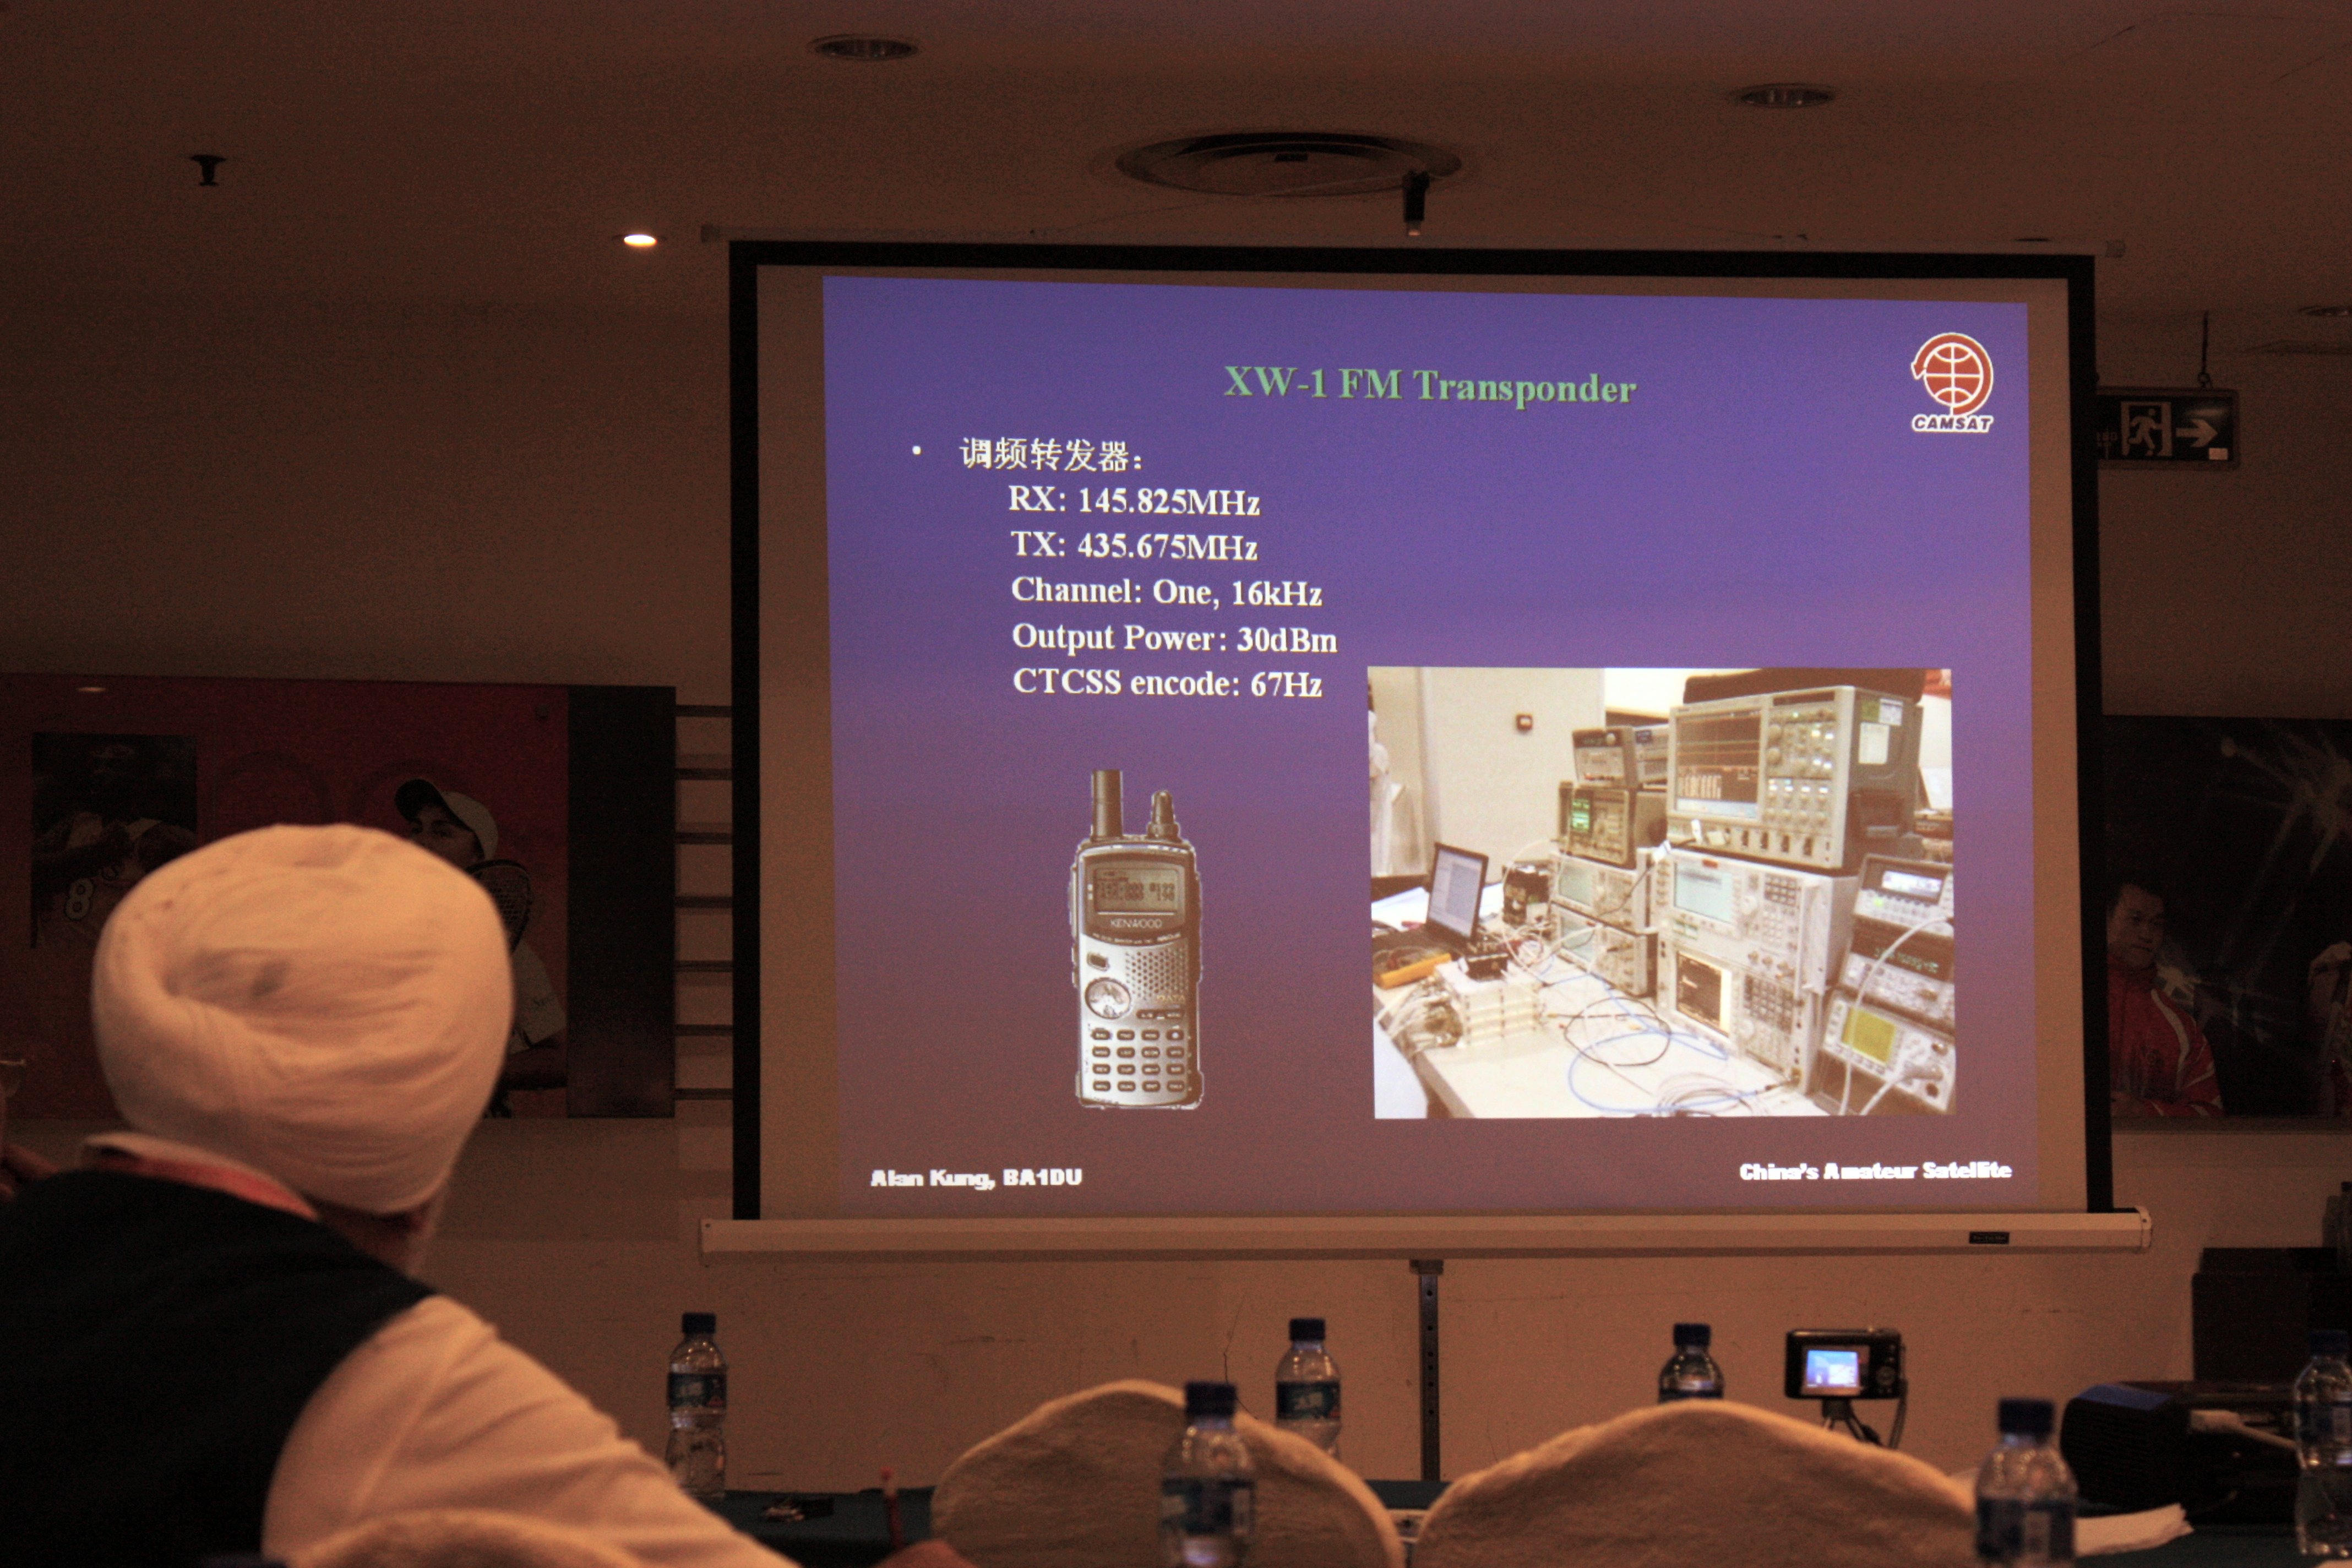 XW-1 FM Transponder
CAMSAT
• 调频转发器：
RX: 145.825MHz
TX: 435.675MHz
Channel: One, 16kHz
Output Power: 30dBm
CTCSS encode: 67Hz
KENWOOD
Alan Kung, BA1DU
China's Amateur Satellite
8